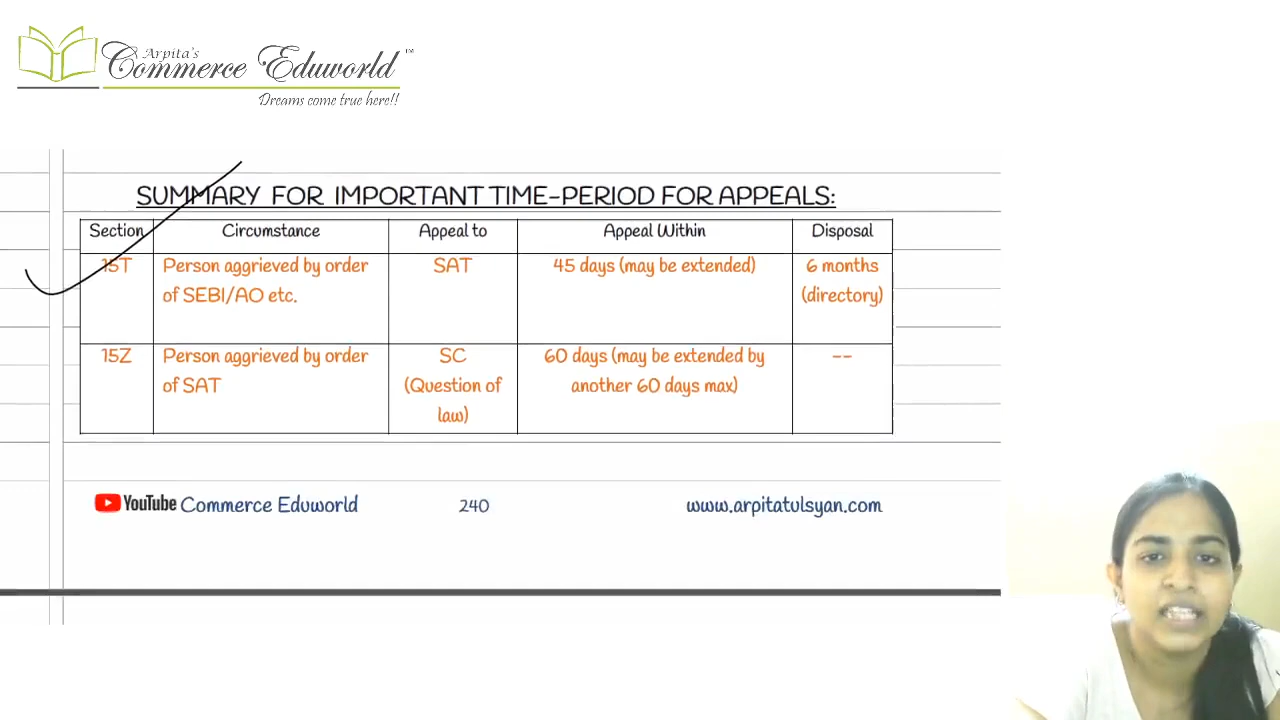 Arpita's
Commerce Eduworld™
Dreams come true here!!
SUMMARY FOR IMPORTANT TIME-PERIOD FOR APPEALS:
Section Circumstance Appeal to Appeal Within Disposal
15T Person aggrieved by order SAT 45 days (may be extended) 6 months
of SEBI/AO etc. (directory)
15Z Person aggrieved by order SC 60 days (may be extended by --
of SAT (Question of another 60 days max)
law)
YouTube Commerce Eduworld 240 www.arpitatulsyan.com